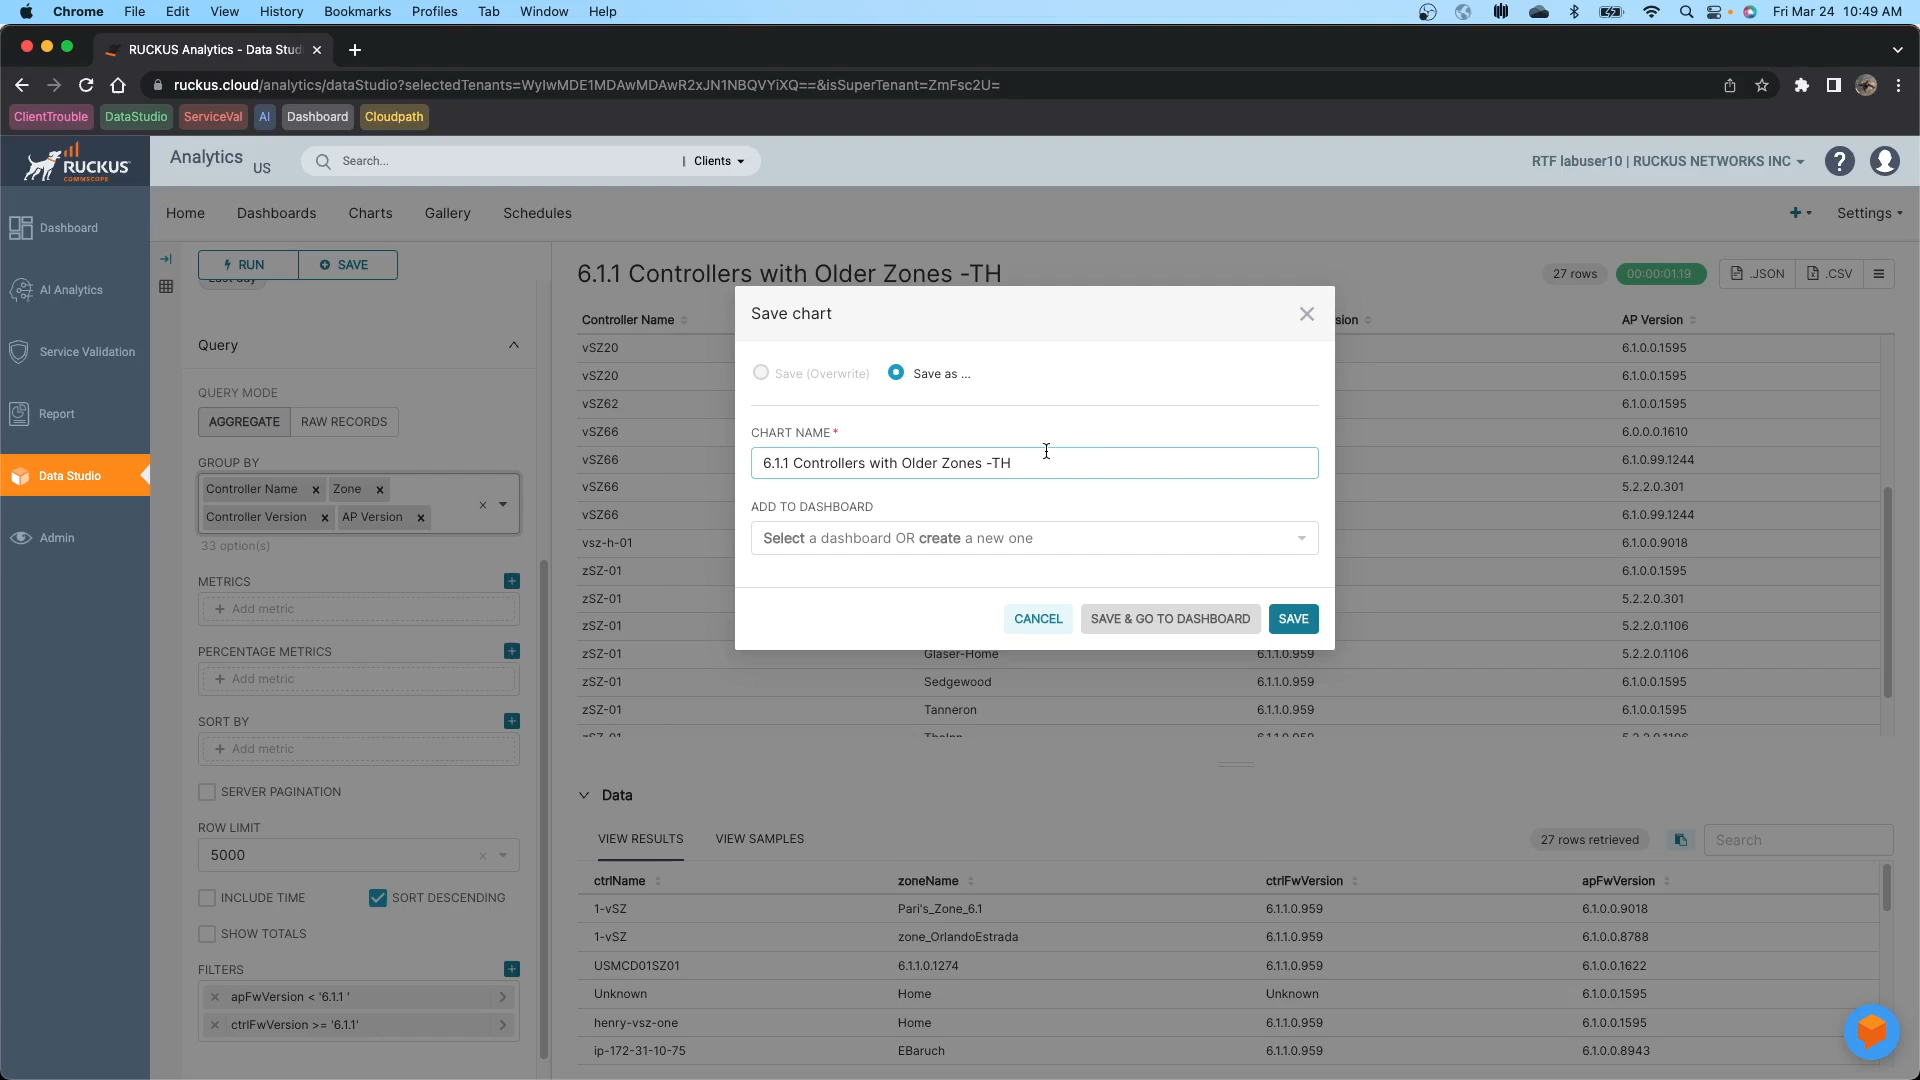 Chrome File Edit View History Bookmarks Profiles Tab Window Help Fri Mar 24 10:49 AM
RUCKUS Analytics - Data Stud
ruckus.cloud/analytics/dataStudio?selectedTenants=WyIwMDE1MDAwMDAwR2xJN1NBQVYiXQ==&isSuperTenant=ZmFsc2U=
ClientTrouble DataStudio ServiceVal AI Dashboard Cloudpath
RUCKUS COMMSCOPE Analytics US Search... | Clients RTF labuser10 | RUCKUS NETWORKS INC ?
Home Dashboards Charts Gallery Schedules + Settings
Dashboard
AI Analytics
Service Validation
Report
Data Studio
Admin
RUN SAVE
Last day
Query
QUERY MODE
AGGREGATE RAW RECORDS
GROUP BY
Controller Name × Zone ×
Controller Version × AP Version ×
33 option(s)
METRICS
+ Add metric
PERCENTAGE METRICS
+ Add metric
SORT BY
+ Add metric
SERVER PAGINATION
ROW LIMIT
5000
INCLUDE TIME SORT DESCENDING
SHOW TOTALS
FILTERS
× apFwVersion < '6.1.1 '
× ctrlFwVersion >= '6.1.1'
6.1.1 Controllers with Older Zones -TH 27 rows 00:00:01.19 .JSON .CSV
Controller Name sion AP Version
vSZ20 6.1.0.0.1595
vSZ20 6.1.0.0.1595
vSZ62 6.1.0.0.1595
vSZ66 6.0.0.0.1610
vSZ66 6.1.0.99.1244
vSZ66 5.2.2.0.301
vSZ66 6.1.0.99.1244
vsz-h-01 6.1.0.0.9018
zSZ-01 6.1.0.0.1595
zSZ-01 5.2.2.0.301
zSZ-01 5.2.2.0.1106
zSZ-01 Glaser-Home 6.1.1.0.959 5.2.2.0.1106
zSZ-01 Sedgewood 6.1.1.0.959 6.1.0.0.1595
zSZ-01 Tanneron 6.1.1.0.959 6.1.0.0.1595
zSZ-01 6.1.1.0.959 5.2.2.0.1106
Save chart
Save (Overwrite) Save as ...
CHART NAME *
6.1.1 Controllers with Older Zones -TH
ADD TO DASHBOARD
Select a dashboard OR create a new one
CANCEL SAVE & GO TO DASHBOARD SAVE
Data
VIEW RESULTS VIEW SAMPLES 27 rows retrieved Search
ctrlName zoneName ctrlFwVersion apFwVersion
1-vSZ Pari's_Zone_6.1 6.1.1.0.959 6.1.0.0.9018
1-vSZ zone_OrlandoEstrada 6.1.1.0.959 6.1.0.0.8788
USMCD01SZ01 6.1.1.0.1274 6.1.1.0.959 6.1.0.0.1622
Unknown Home Unknown 6.1.0.0.1595
henry-vsz-one Home 6.1.1.0.959 6.1.0.0.1595
ip-172-31-10-75 EBaruch 6.1.1.0.959 6.1.0.0.8943